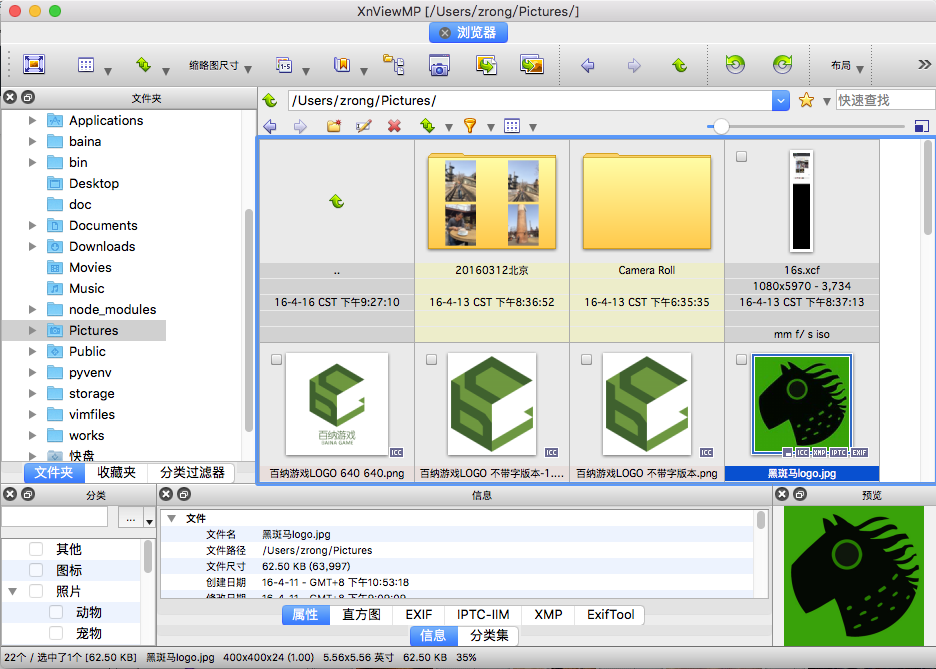 XnViewMP [/Users/zrong/Pictures/]
浏览器
缩略图尺寸
布局
文件夹
Applications
baina
bin
Desktop
doc
Documents
Downloads
Movies
Music
node_modules
Pictures
Public
pyvenv
storage
vimfiles
works
快盘
文件夹 收藏夹 分类过滤器
/Users/zrong/Pictures/
快速查找
.. 20160312北京 Camera Roll 16s.xcf
1080x5970 - 3,734
16-4-16 CST 下午9:27:10 16-4-13 CST 下午8:36:52 16-4-13 CST 下午6:35:35 16-4-13 CST 下午8:37:13
mm f/ s iso
百纳游戏
BAINA GAME
ICC ICC ICC ICC XMP IPTC EXIF
百纳游戏LOGO 640 640.png 百纳游戏LOGO 不带字版本-1.... 百纳游戏LOGO 不带字版本.png 黑斑马logo.jpg
分类
...
其他
图标
照片
动物
宠物
信息
文件
文件名 黑斑马logo.jpg
文件路径 /Users/zrong/Pictures
文件尺寸 62.50 KB (63,997)
创建日期 16-4-11 - GMT+8 下午10:53:18
属性 直方图 EXIF IPTC-IIM XMP ExifTool
信息 分类集
预览
22个 / 选中了1个 [62.50 KB] 黑斑马logo.jpg 400x400x24 (1.00) 5.56x5.56 英寸 62.50 KB 35%